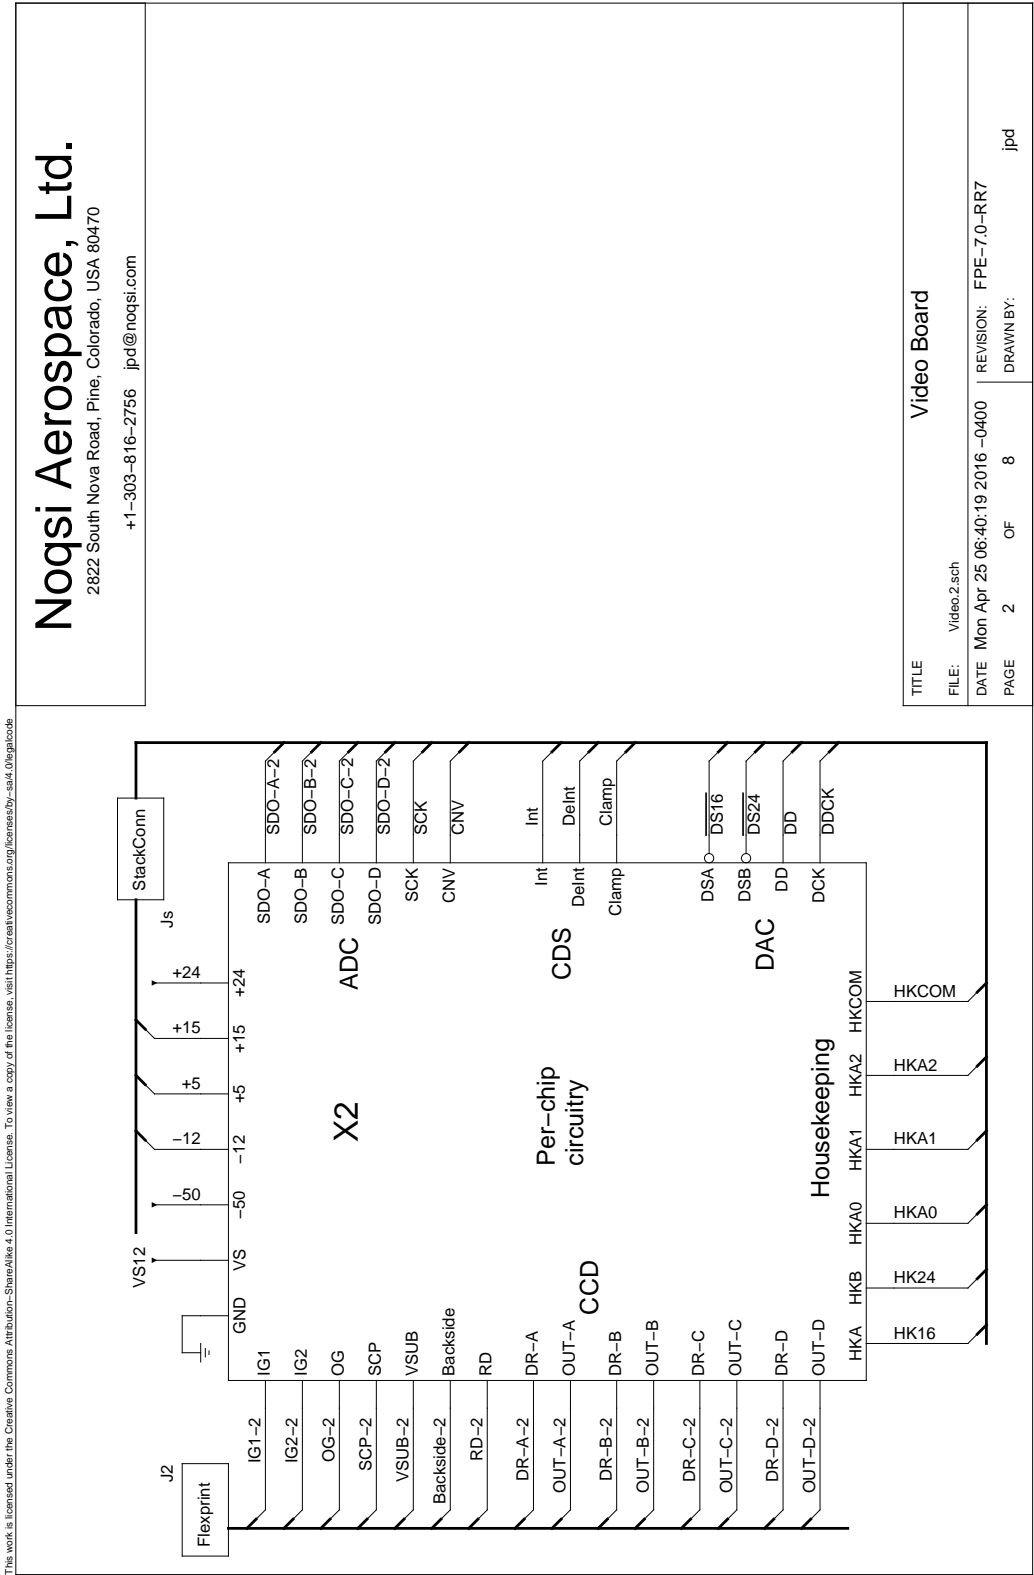 This work is licensed under the Creative Commons Attribution−ShareAlike 4.0 International License. To view a copy of the license, visit https://creativecommons.org/licenses/by−sa/4.0/legalcode
Noqsi Aerospace, Ltd.
2822 South Nova Road, Pine, Colorado, USA 80470
+1−303−816−2756 jpd@noqsi.com
J2
Flexprint
IG1−2
IG2−2
OG−2
SCP−2
VSUB−2
Backside−2
RD−2
DR−A−2
OUT−A−2
DR−B−2
OUT−B−2
DR−C−2
OUT−C−2
DR−D−2
OUT−D−2
IG1
IG2
OG
SCP
VSUB
Backside
RD
DR−A
OUT−A
DR−B
OUT−B
DR−C
OUT−C
DR−D
OUT−D
CCD
VS12
−50
−12
+5
+15
+24
GND
VS
−50
−12
+5
+15
+24
X2
Per−chip
circuitry
Js
StackConn
SDO−A
SDO−B
SDO−C
SDO−D
SCK
CNV
ADC
SDO−A−2
SDO−B−2
SDO−C−2
SDO−D−2
SCK
CNV
Int
DeInt
Clamp
CDS
Int
DeInt
Clamp
DSA
DSB
DD
DCK
DAC
DS16
DS24
DD
DDCK
Housekeeping
HKA
HKB
HKA0
HKA1
HKA2
HKCOM
HK16
HK24
HKA0
HKA1
HKA2
HKCOM
TITLE
Video Board
FILE: Video.2.sch
DATE Mon Apr 25 06:40:19 2016 −0400
REVISION: FPE−7.0−RR7
PAGE 2 OF 8
DRAWN BY: jpd